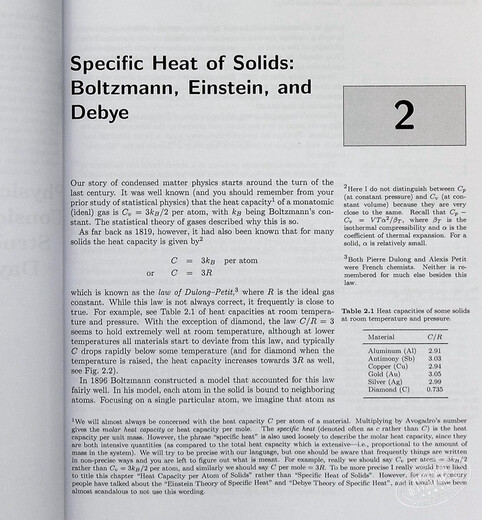 Specific Heat of Solids:
Boltzmann, Einstein, and
Debye
2
Our story of condensed matter physics starts around the turn of the
last century. It was well known (and you should remember from your
prior study of statistical physics) that the heat capacity¹ of a monatomic
(ideal) gas is Cᵥ = 3k_B/2 per atom, with k_B being Boltzmann's con-
stant. The statistical theory of gases described why this is so.
As far back as 1819, however, it had also been known that for many
solids the heat capacity is given by²
C = 3k_B per atom
or C = 3R
which is known as the law of Dulong–Petit,³ where R is the ideal gas
constant. While this law is not always correct, it frequently is close to
true. For example, see Table 2.1 of heat capacities at room tempera-
ture and pressure. With the exception of diamond, the law C/R = 3
seems to hold extremely well at room temperature, although at lower
temperatures all materials start to deviate from this law, and typically
C drops rapidly below some temperature (and for diamond when the
temperature is raised, the heat capacity increases towards 3R as well,
see Fig. 2.2).
In 1896 Boltzmann constructed a model that accounted for this law
fairly well. In his model, each atom in the solid is bound to neighboring
atoms. Focusing on a single particular atom, we imagine that atom as
²Here I do not distinguish between C_p
(at constant pressure) and C_v (at con-
stant volume) because they are very
close to the same. Recall that C_p −
C_v = VTα²/β_T, where β_T is the
isothermal compressibility and α is the
coefficient of thermal expansion. For a
solid, α is relatively small.
³Both Pierre Dulong and Alexis Petit
were French chemists. Neither is re-
membered for much else besides this
law.
Table 2.1 Heat capacities of some solids
at room temperature and pressure.
Material C/R
Aluminum (Al) 2.91
Antimony (Sb) 3.03
Copper (Cu) 2.94
Gold (Au) 3.05
Silver (Ag) 2.99
Diamond (C) 0.735
¹We will almost always be concerned with the heat capacity C per atom of a material. Multiplying by Avogadro's number
gives the molar heat capacity or heat capacity per mole. The specific heat (denoted often as c rather than C) is the heat
capacity per unit mass. However, the phrase "specific heat" is also used loosely to describe the molar heat capacity, since they
are both intensive quantities (as compared to the total heat capacity which is extensive—i.e., proportional to the amount of
mass in the system). We will try to be precise with our language, but one should be aware that frequently things are written
in non-precise ways and you are left to figure out what is meant. For example, really we should say C_v per atom = 3k_B/2
rather than C_v = 3k_B/2 per atom, and similarly we should say C per mole = 3R. To be more precise I really would have liked
to title this chapter "Heat Capacity per Atom of Solids" rather than "Specific Heat of Solids". However, for over a century
people have talked about the "Einstein Theory of Specific Heat" and "Debye Theory of Specific Heat", and it would have been
almost scandalous to not use this wording.